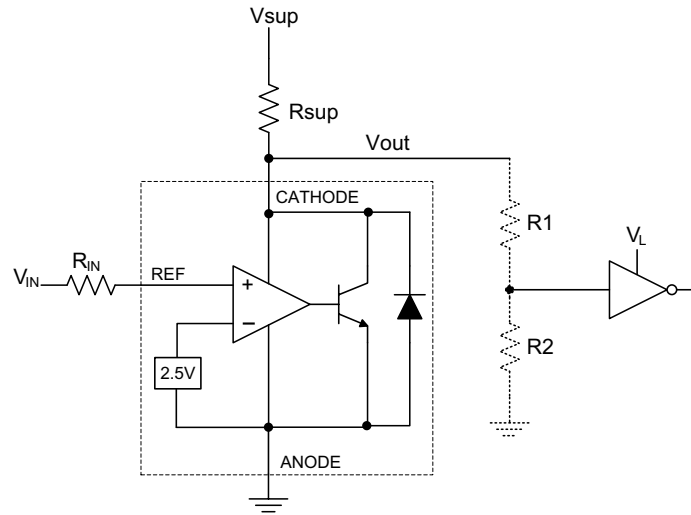 Vsup
Rsup
Vout
CATHODE
R1
RIN
VL
VIN
REF
+
−
R2
2.5V
ANODE